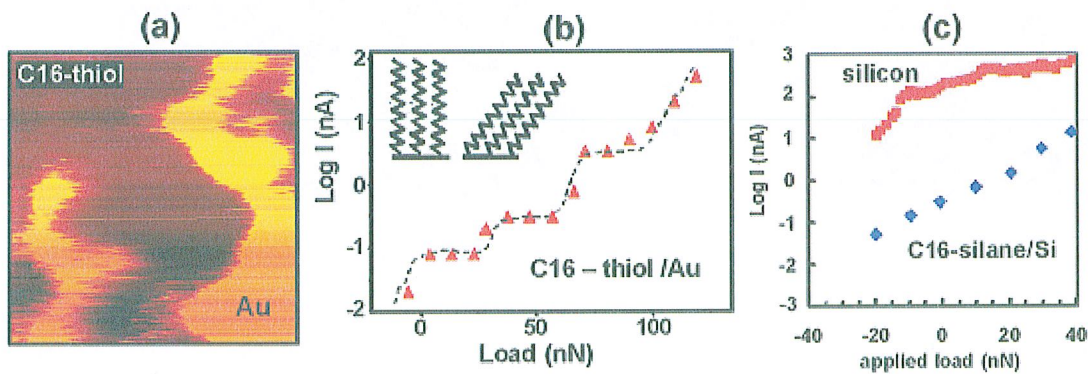 (a)
C16-thiol
Au
(b)
Log I (nA)
2
1
0
-1
-2
C16 – thiol /Au
0
50
100
Load (nN)
(c)
Log I (nA)
3
2
1
0
-1
-2
-3
silicon
C16-silane/Si
-40
-20
0
20
40
applied load (nN)